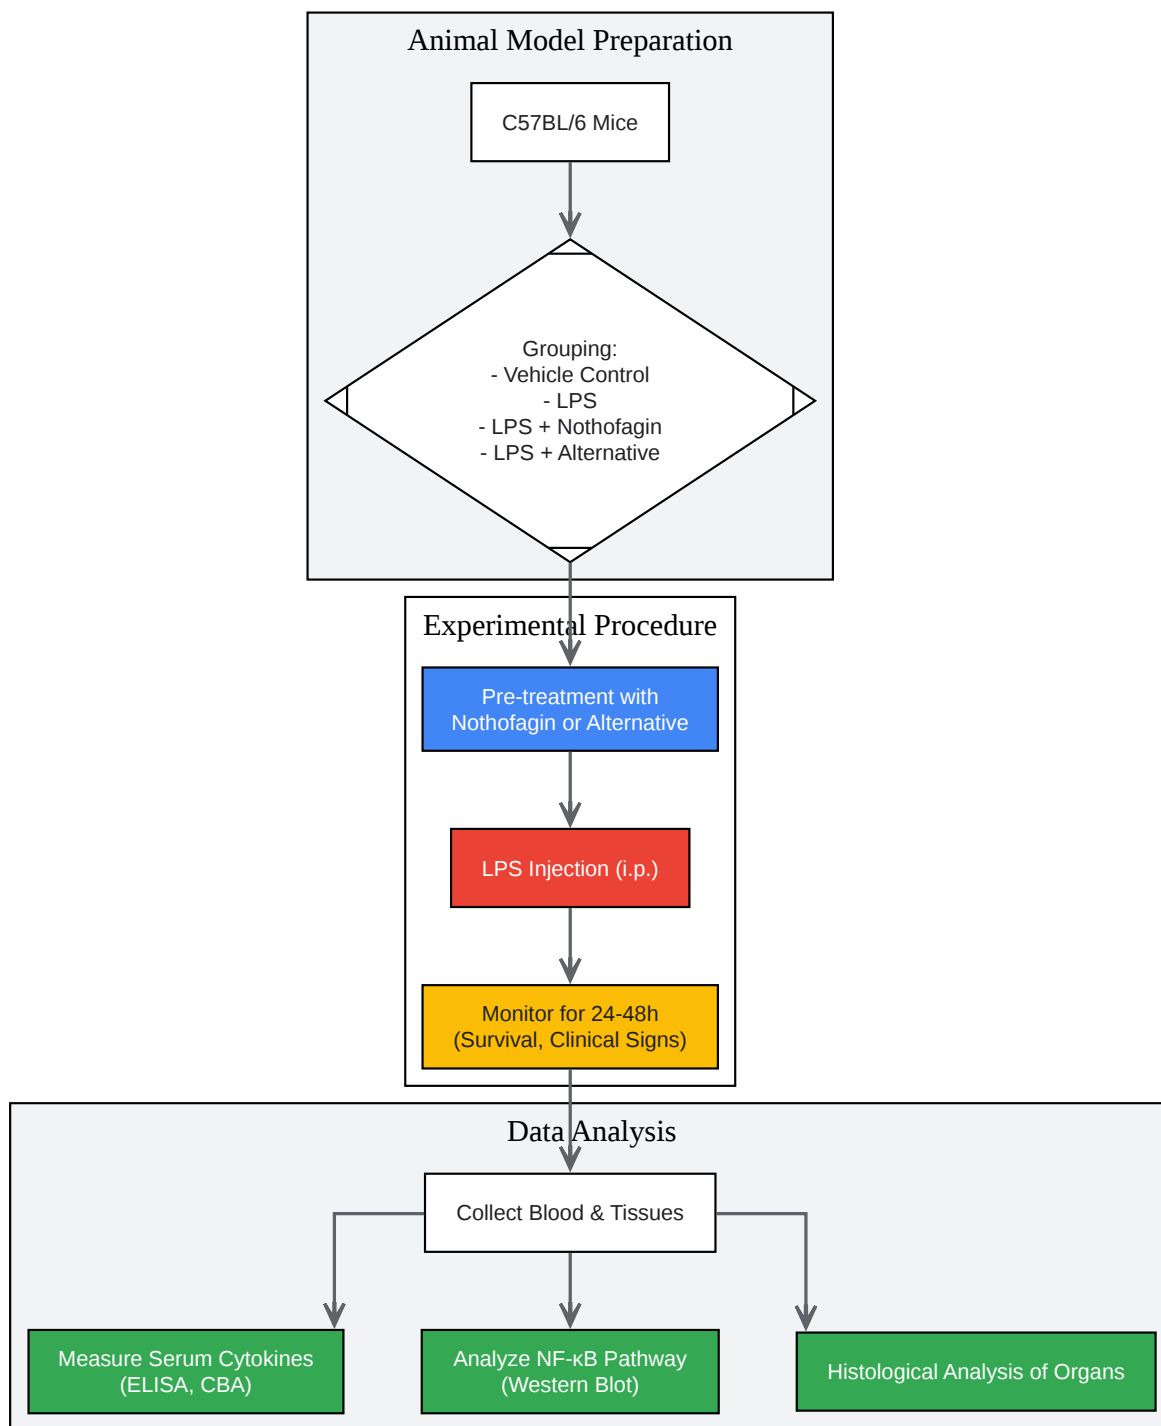 Animal Model Preparation
C57BL/6 Mice
Grouping:
- Vehicle Control
- LPS
- LPS + Nothofagin
- LPS + Alternative
Experimental Procedure
Pre-treatment with
Nothofagin or Alternative
LPS Injection (i.p.)
Monitor for 24-48h
(Survival, Clinical Signs)
Data Analysis
Collect Blood & Tissues
Measure Serum Cytokines
(ELISA, CBA)
Analyze NF-κB Pathway
(Western Blot)
Histological Analysis of Organs